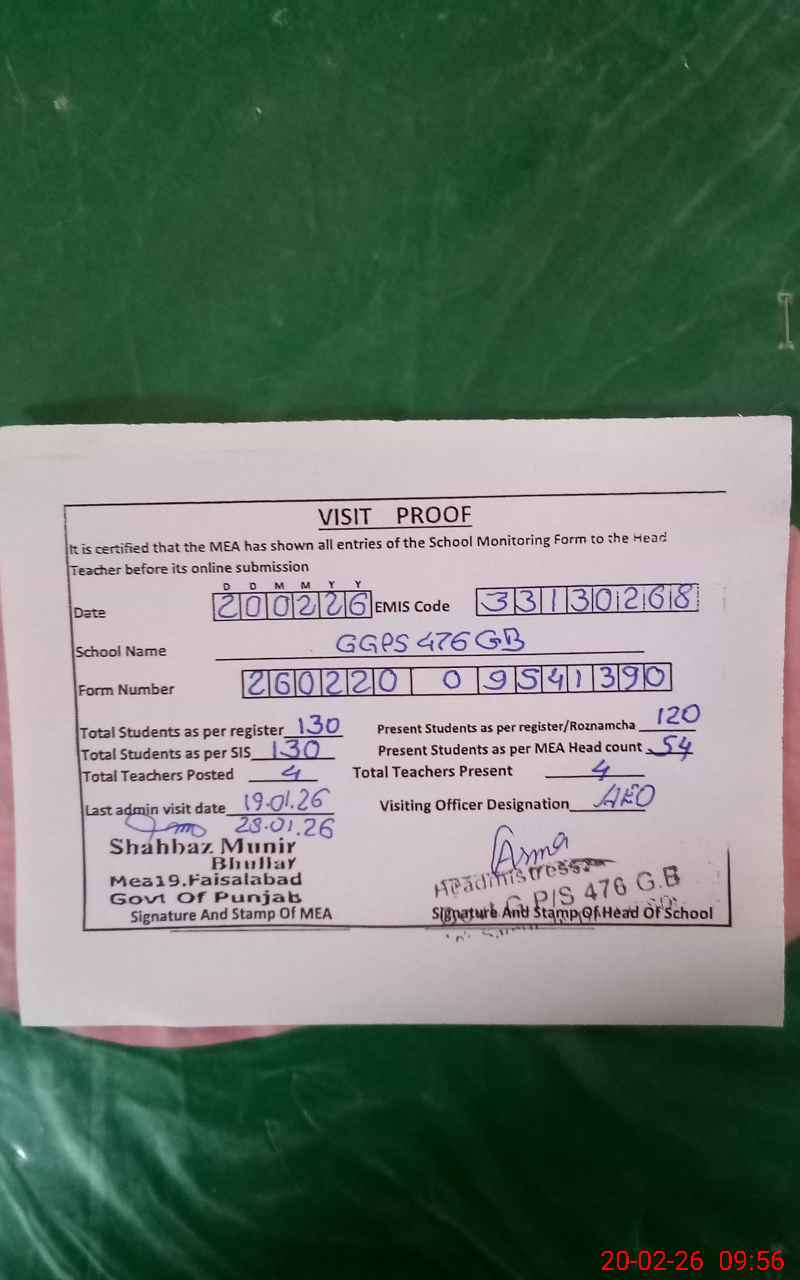 VISIT PROOF
It is certified that the MEA has shown all entries of the School Monitoring Form to the Head
Teacher before its online submission
D D M M Y Y
Date 200226 EMIS Code 33130268
School Name GGPS 476 GB
Form Number 260220 0 9541390
Total Students as per register 130 Present Students as per register/Roznamcha 120
Total Students as per SIS 130 Present Students as per MEA Head count 54
Total Teachers Posted 4 Total Teachers Present 4
Last admin visit date 19.01.26 Visiting Officer Designation AEO
28.01.26
Shahbaz Munir
Bhullar
Mea19.Faisalabad
Govt Of Punjab
Signature And Stamp Of MEA
Asma
Headmistress
G P/S 476 G.B
Signature And Stamp Of Head Of School
20-02-26 09:56